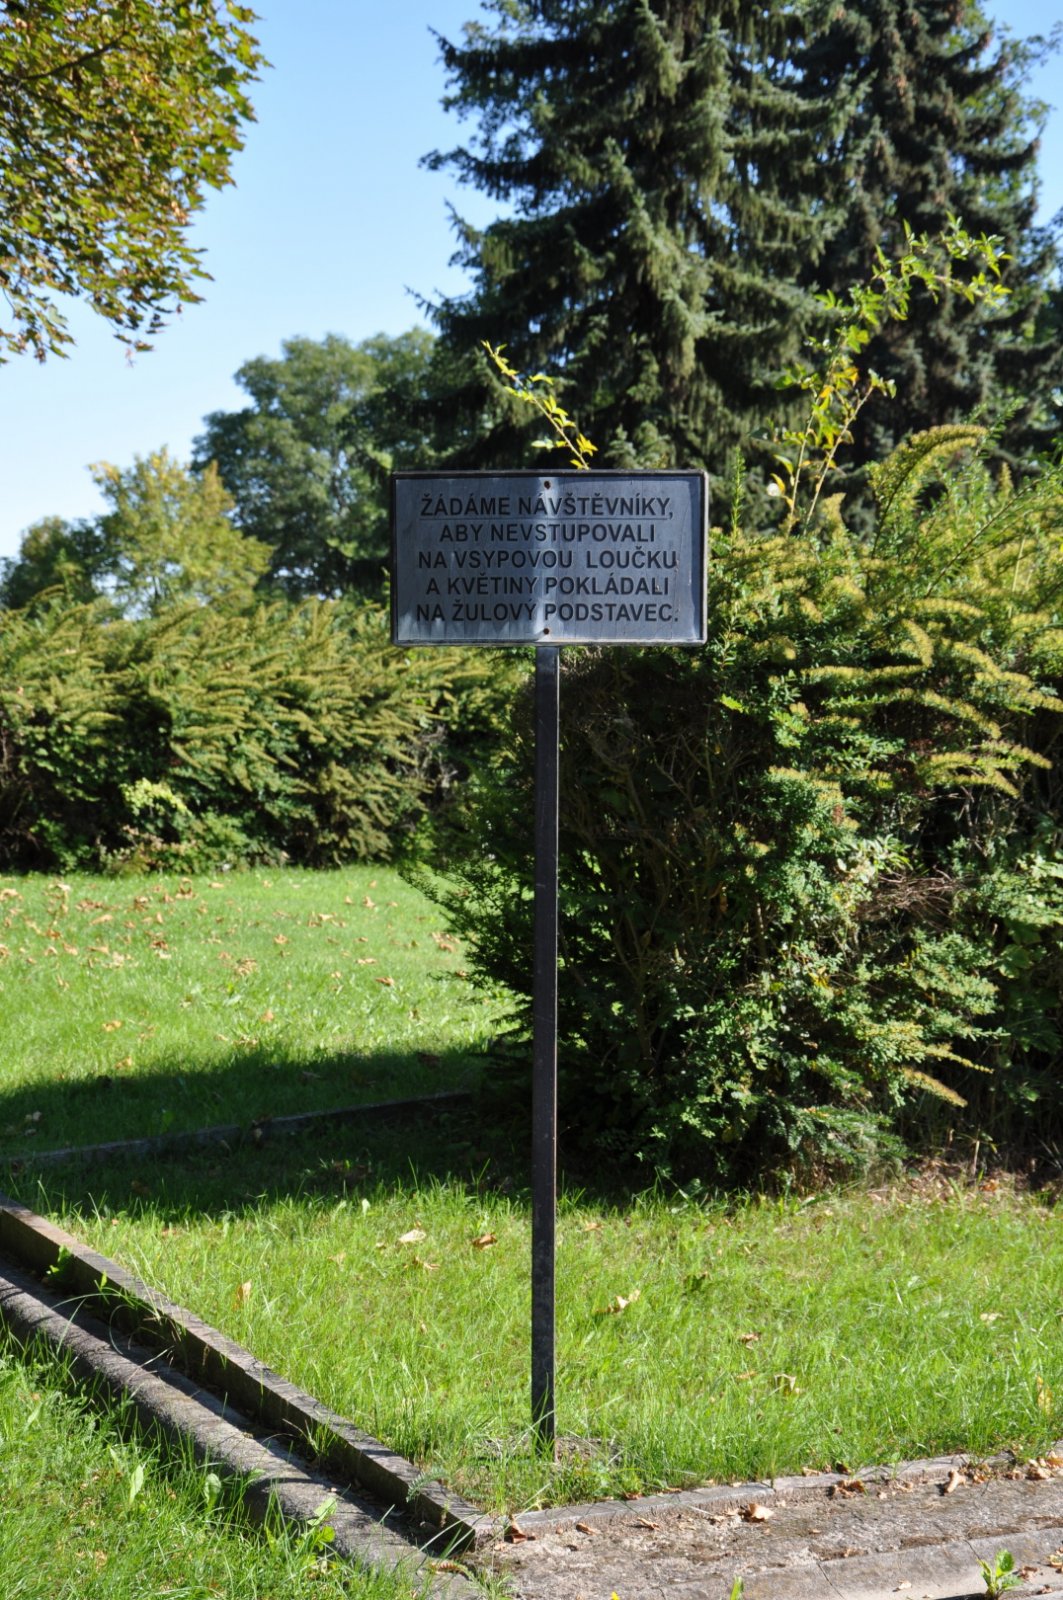 ŽÁDÁME NÁVŠTĚVNÍKY,
ABY NEVSTUPOVALI
NA VSYPOVOU LOUČKU
A KVĚTINY POKLÁDALI
NA ŽULOVÝ PODSTAVEC.